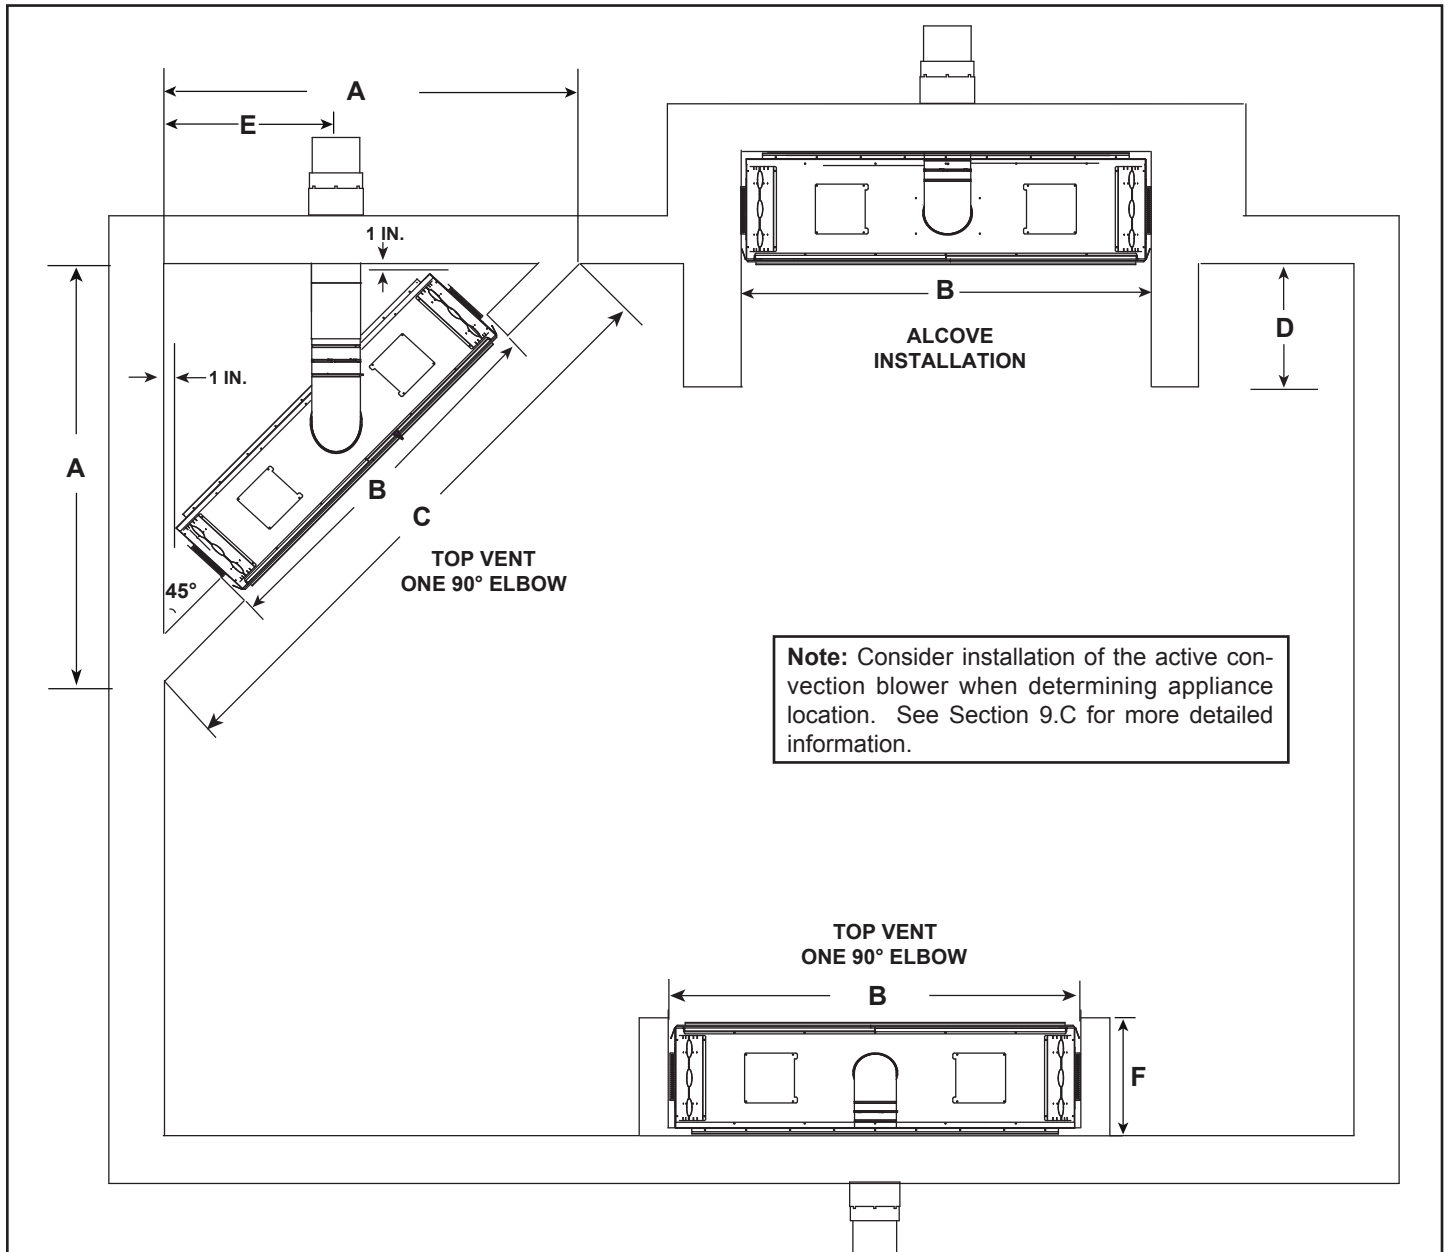 A
E
1 IN.
1 IN.
A
45°
B
C
TOP VENT
ONE 90° ELBOW
B
ALCOVE
INSTALLATION
D
Note: Consider installation of the active con-
vection blower when determining appliance
location. See Section 9.C for more detailed
information.
TOP VENT
ONE 90° ELBOW
B
F